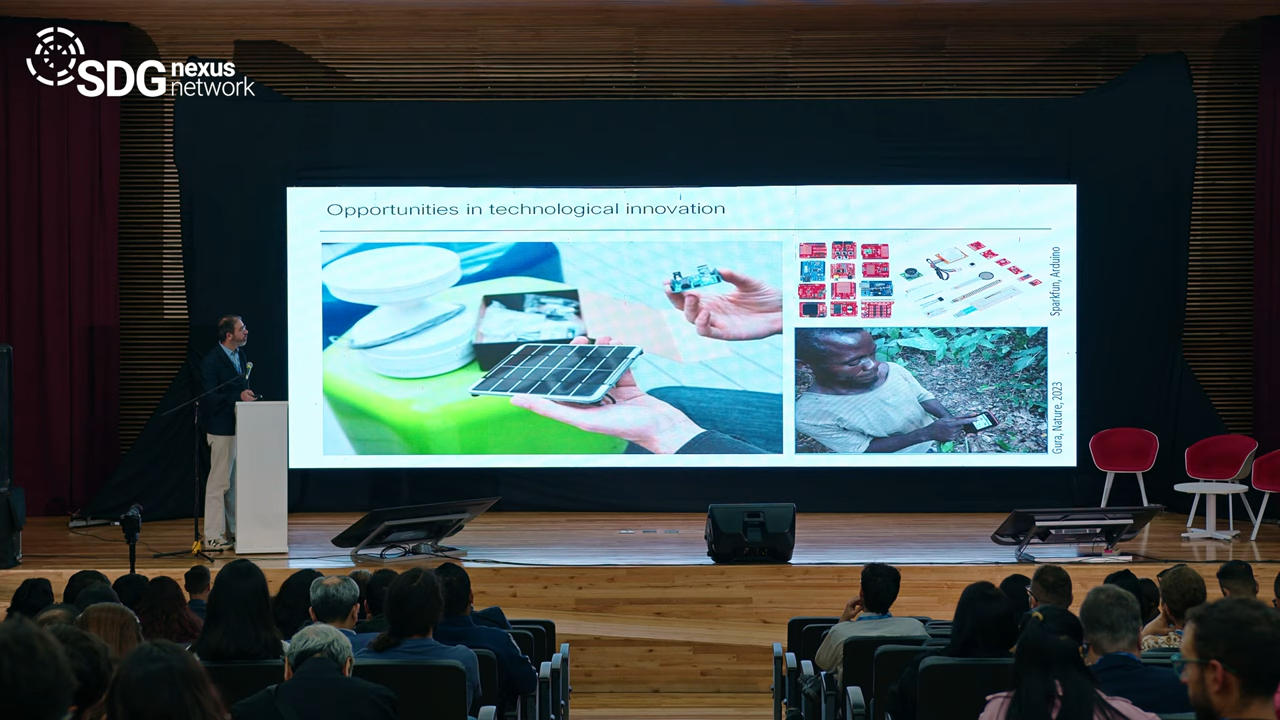 SDG nexus
network
Opportunities in technological innovation
Sparkfun, Arduino
Gura, Nature, 2023